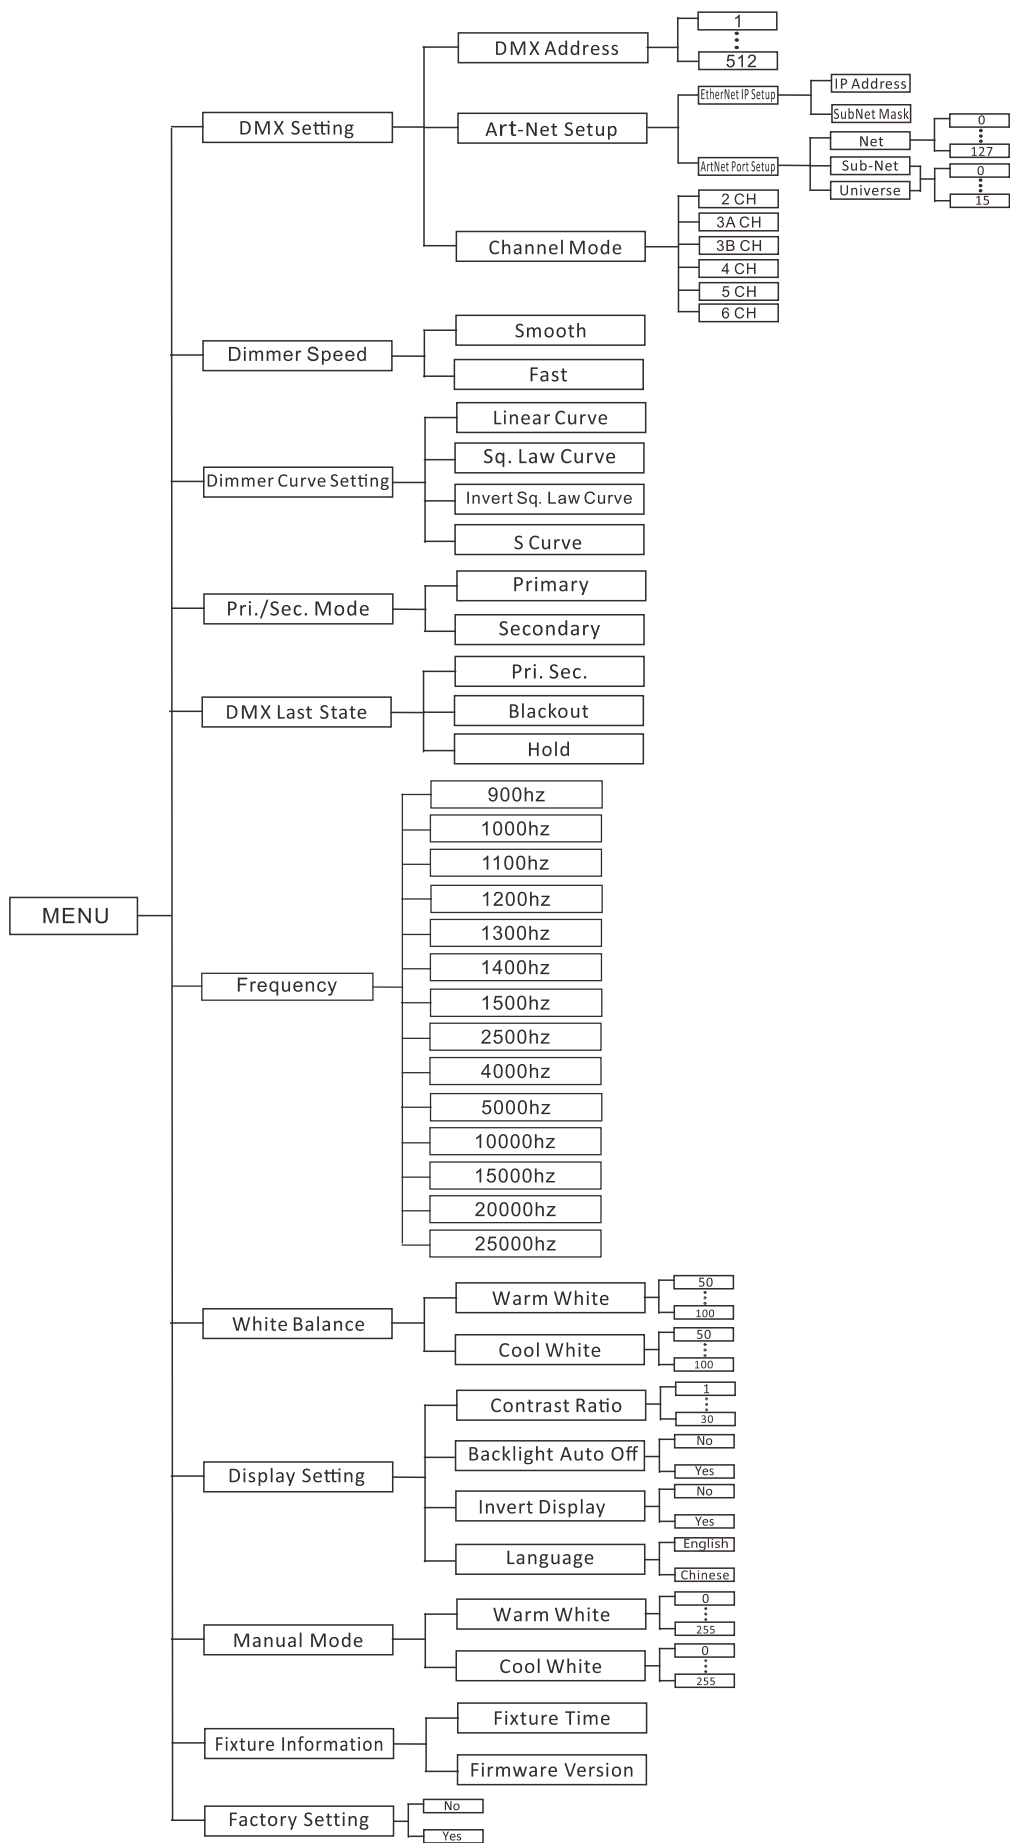 MENU
DMX Setting
DMX Address
1
512
Art-Net Setup
EtherNet IP Setup
IP Address
SubNet Mask
ArtNet Port Setup
Net
0
127
Sub-Net
Universe
0
15
Channel Mode
2 CH
3A CH
3B CH
4 CH
5 CH
6 CH
Dimmer Speed
Smooth
Fast
Dimmer Curve Setting
Linear Curve
Sq. Law Curve
Invert Sq. Law Curve
S Curve
Pri./Sec. Mode
Primary
Secondary
DMX Last State
Pri. Sec.
Blackout
Hold
Frequency
900hz
1000hz
1100hz
1200hz
1300hz
1400hz
1500hz
2500hz
4000hz
5000hz
10000hz
15000hz
20000hz
25000hz
White Balance
Warm White
50
100
Cool White
50
100
Display Setting
Contrast Ratio
1
30
Backlight Auto Off
No
Yes
Invert Display
No
Yes
Language
English
Chinese
Manual Mode
Warm White
0
255
Cool White
0
255
Fixture Information
Fixture Time
Firmware Version
Factory Setting
No
Yes